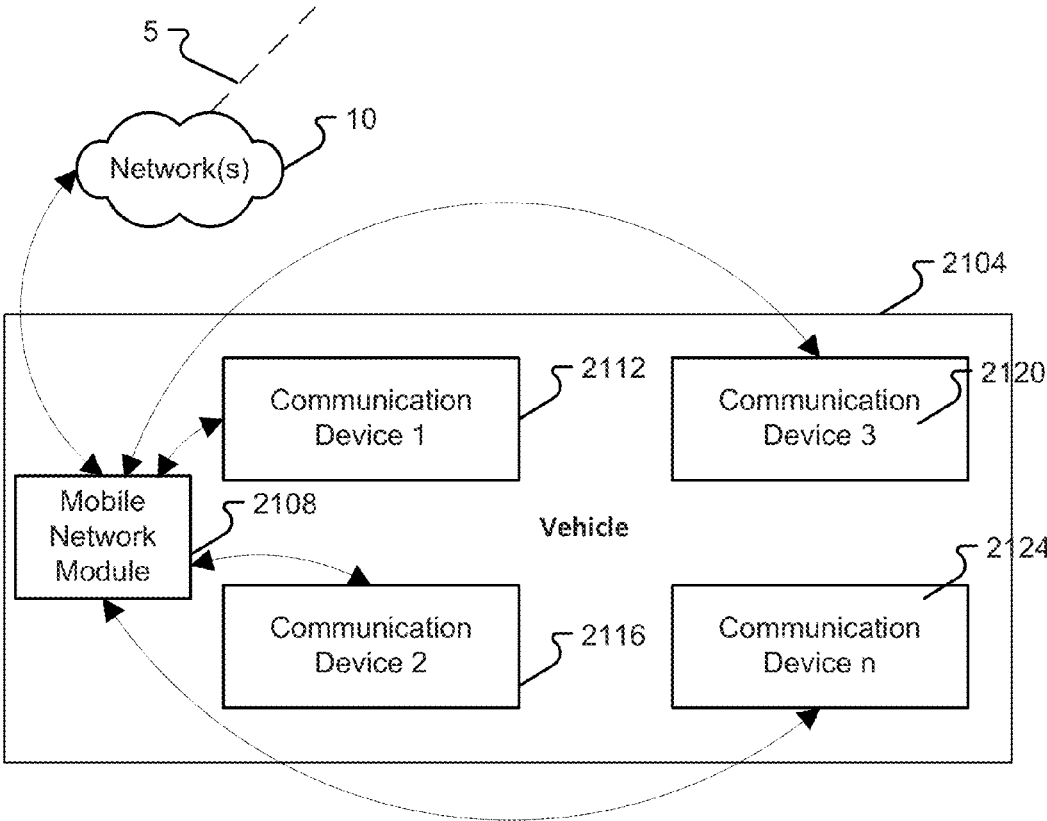 5
10
Network(s)
2104
2112
2120
Communication
Device 1
Communication
Device 3
Mobile
Network
Module
2108
Vehicle
2124
Communication
Device 2
2116
Communication
Device n